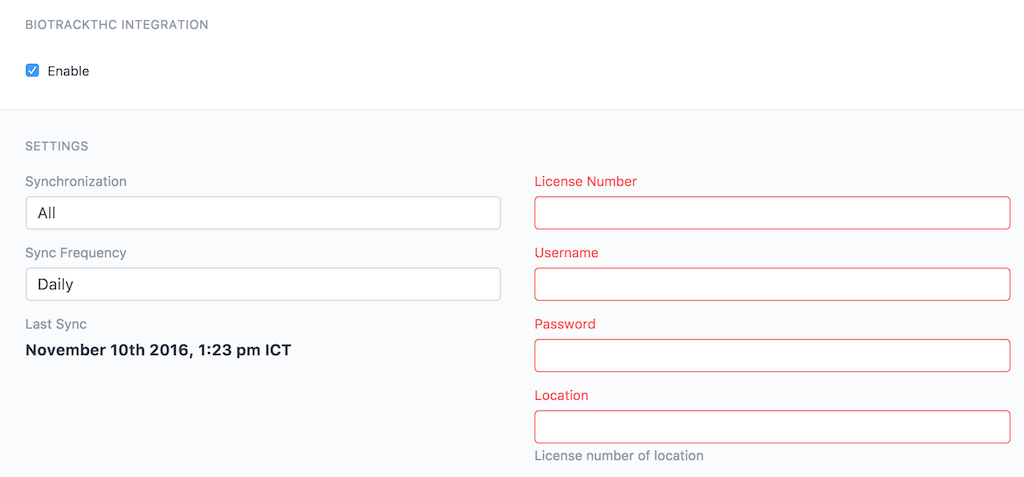 BIOTRACKTHC INTEGRATION
Enable
SETTINGS
Synchronization
All
Sync Frequency
Daily
Last Sync
November 10th 2016, 1:23 pm ICT
License Number
Username
Password
Location
License number of location